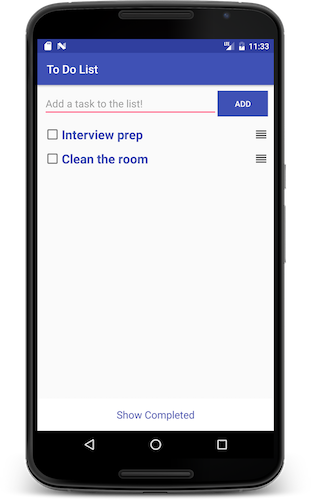 11:33
To Do List
Add a task to the list!
ADD
Interview prep
Clean the room
Show Completed